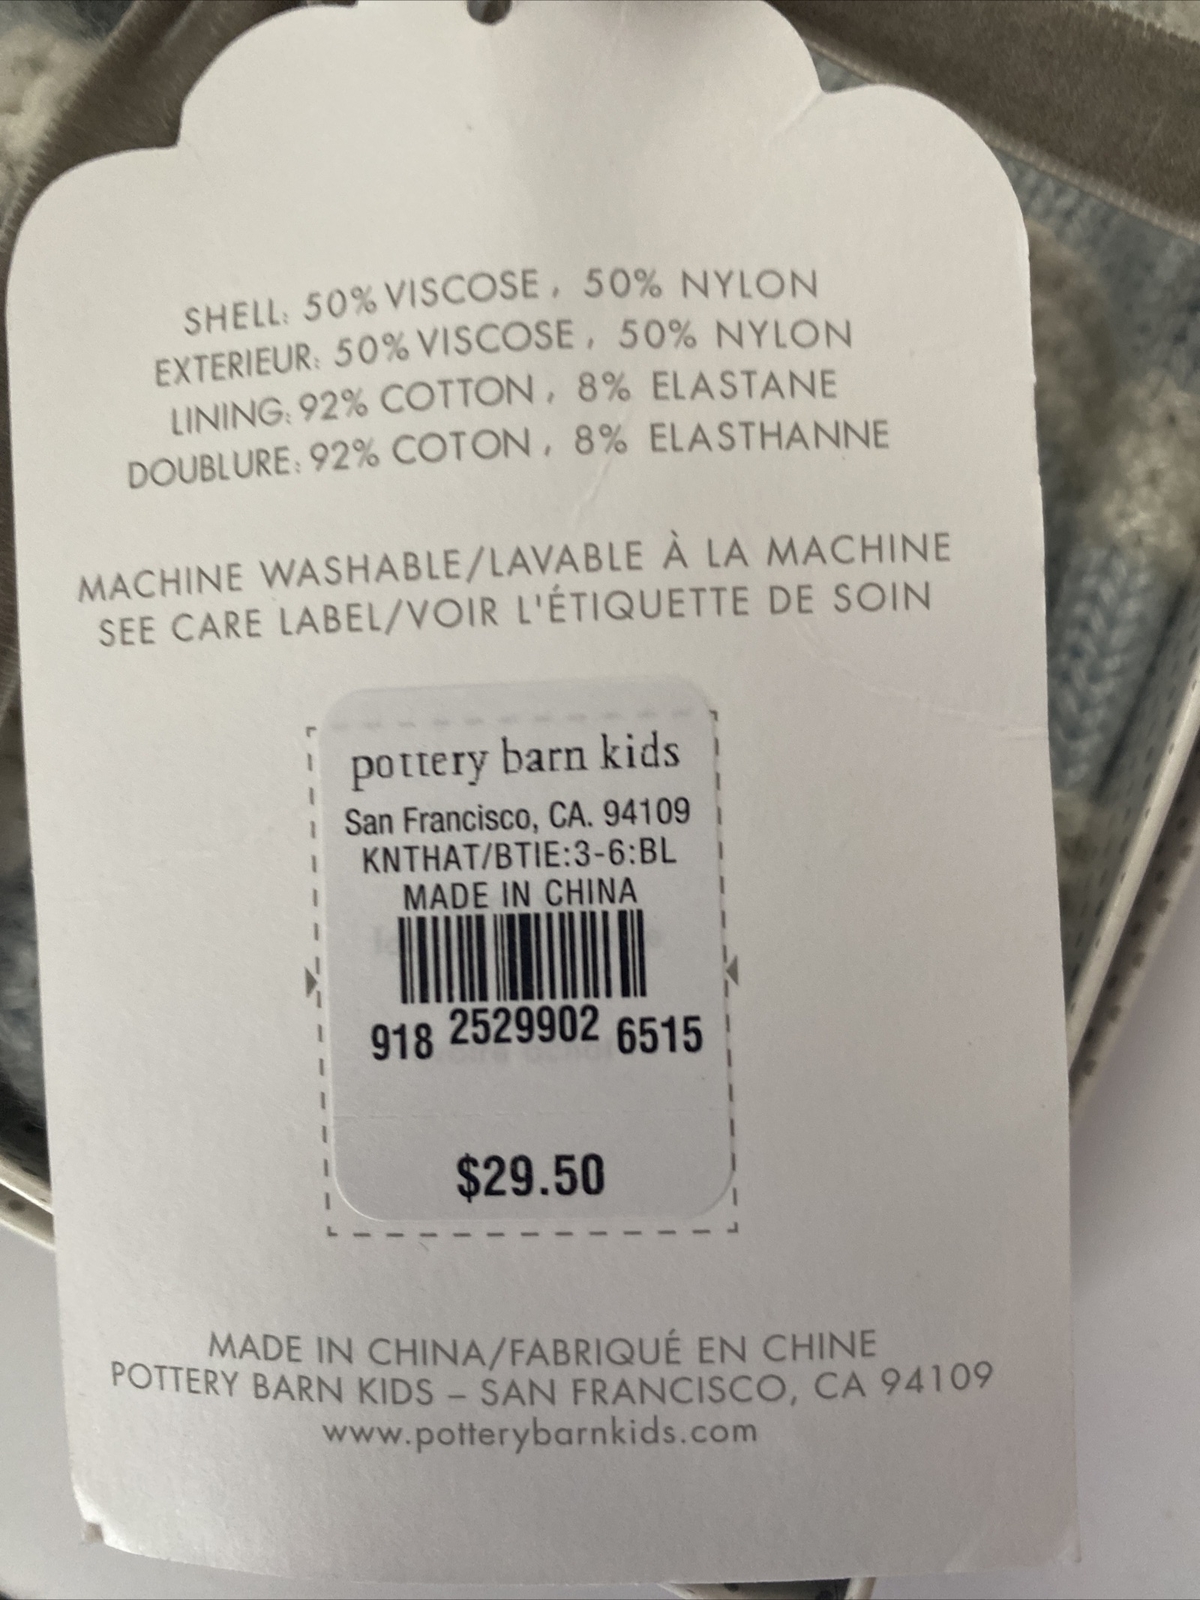 SHELL: 50% VISCOSE, 50% NYLON
EXTERIEUR: 50% VISCOSE, 50% NYLON
LINING: 92% COTTON, 8% ELASTANE
DOUBLURE: 92% COTON, 8% ELASTHANNE
MACHINE WASHABLE/LAVABLE À LA MACHINE
SEE CARE LABEL/VOIR L'ÉTIQUETTE DE SOIN
pottery barn kids
San Francisco, CA. 94109
KNTHAT/BTIE:3-6:BL
MADE IN CHINA
918 2529902 6515
$29.50
MADE IN CHINA/FABRIQUÉ EN CHINE
POTTERY BARN KIDS – SAN FRANCISCO, CA 94109
www.potterybarnkids.com